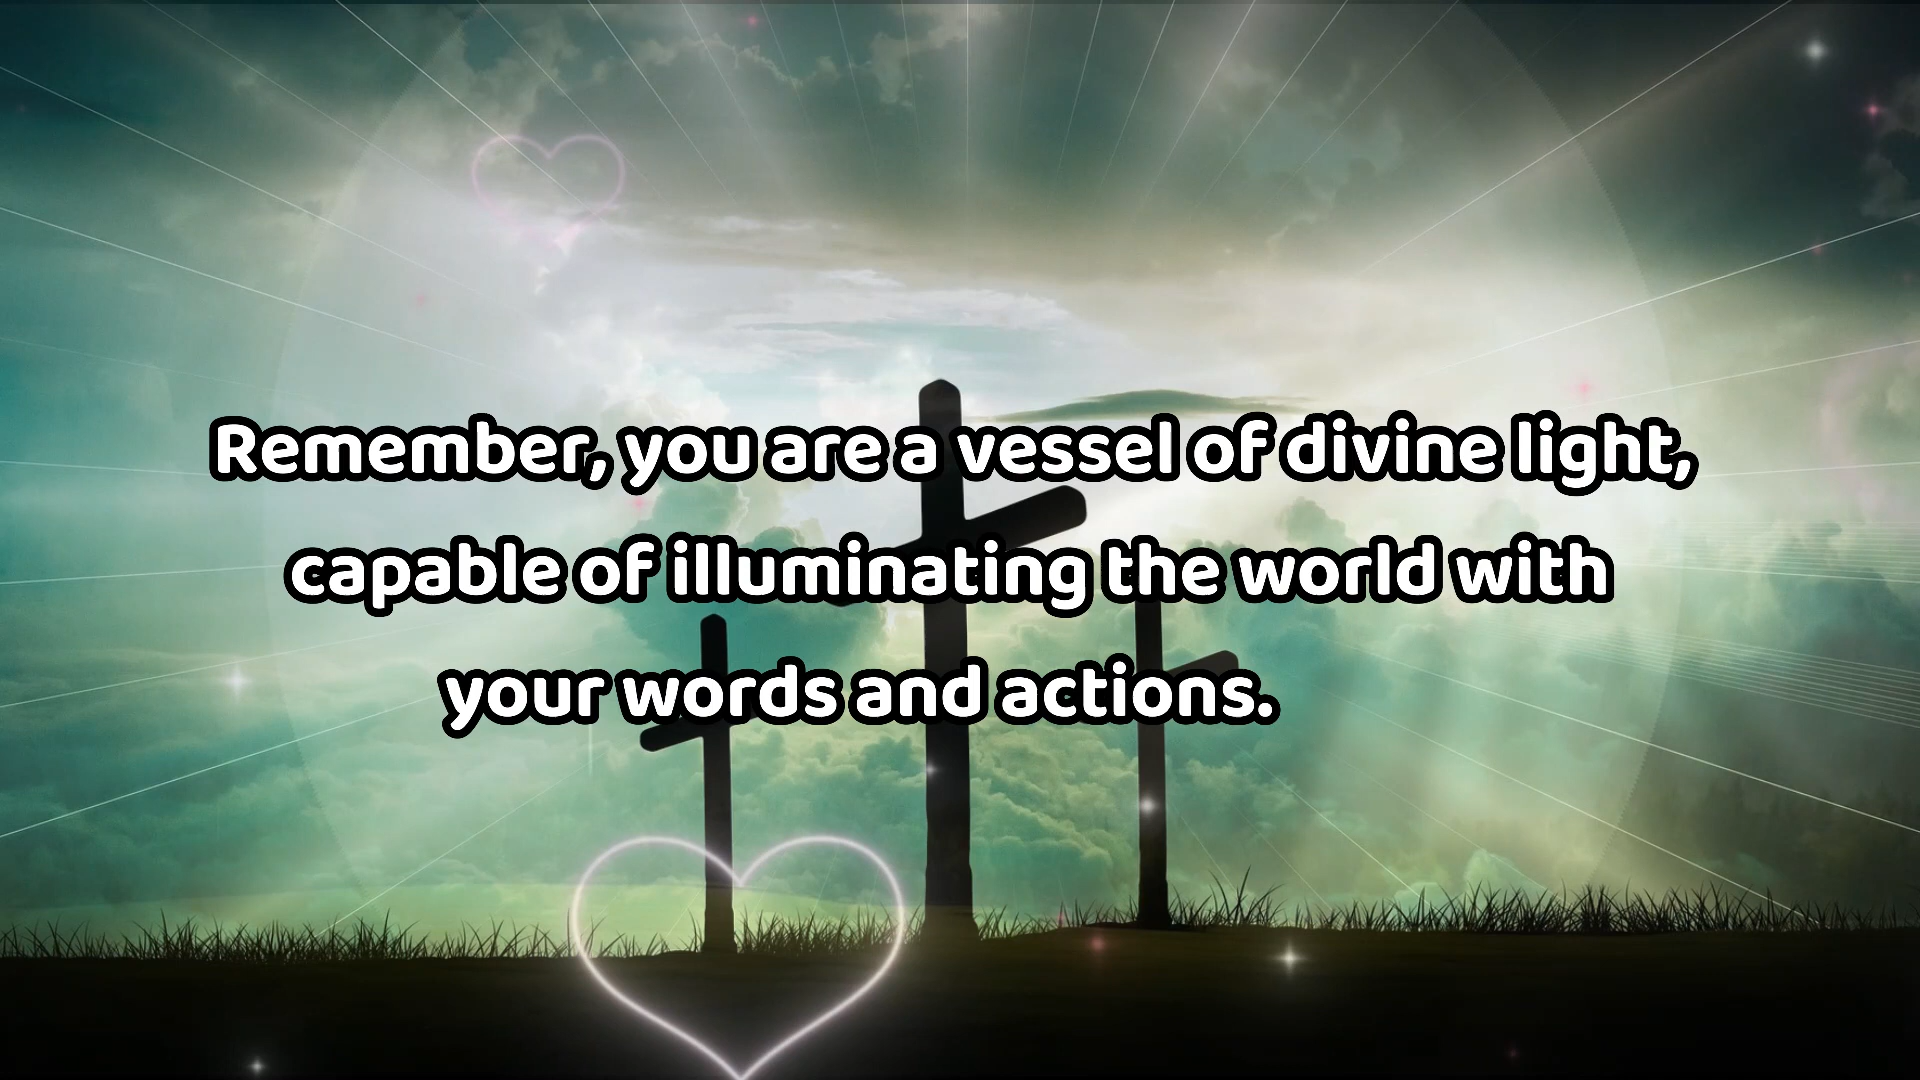 Remember, you are a vessel of divine light,
capable of illuminating the world with
your words and actions.